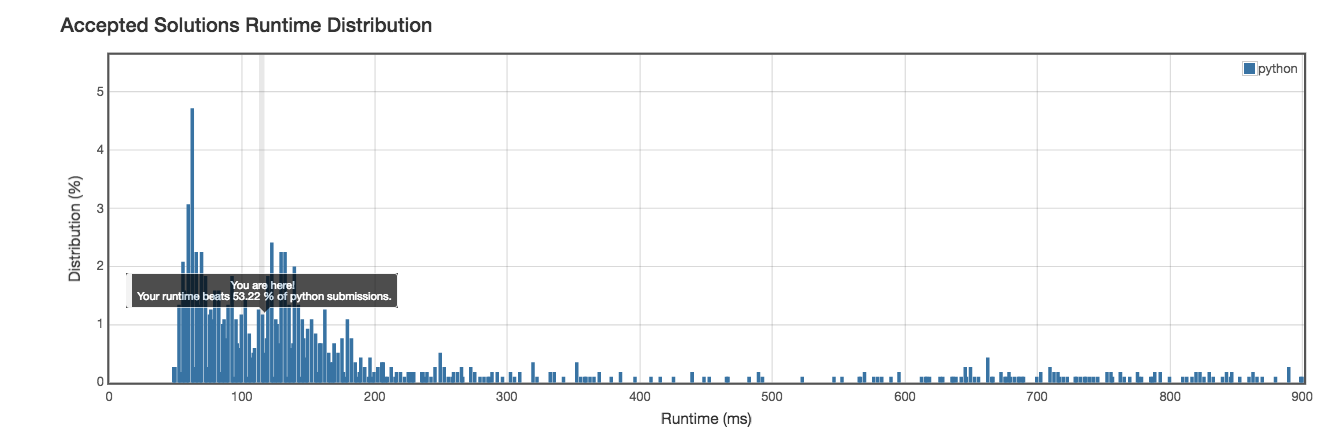 Accepted Solutions Runtime Distribution
python
5
4
3
2
1
0
Distribution (%)
You are here!
Your runtime beats 53.22 % of python submissions.
0 100 200 300 400 500 600 700 800 900
Runtime (ms)